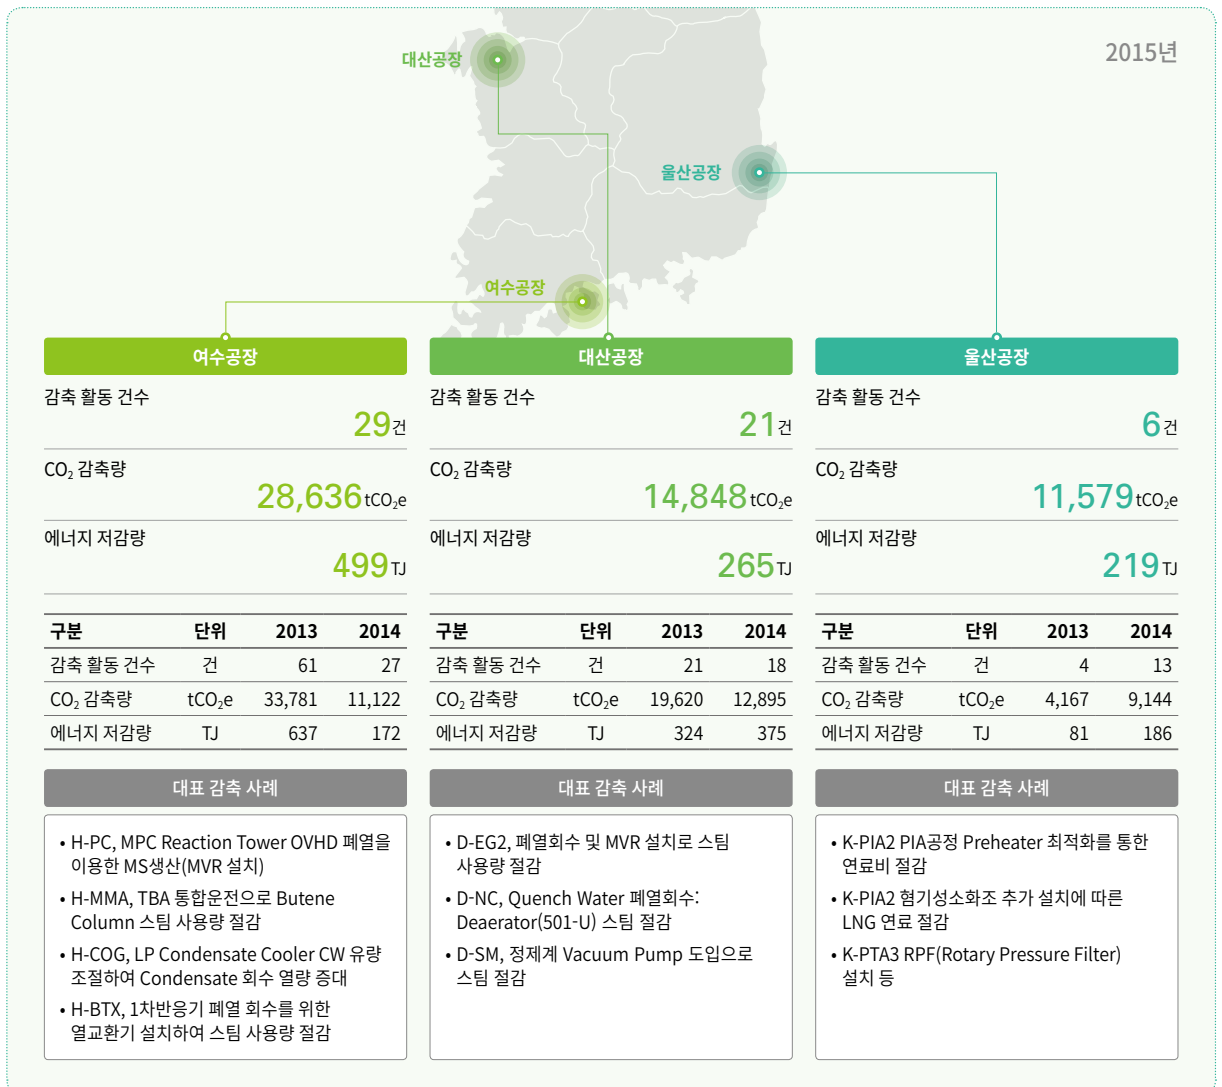 2015년
대산공장
울산공장
여수공장
여수공장
감축 활동 건수
29건
CO₂ 감축량
28,636 tCO₂e
에너지 저감량
499 TJ
구분 단위 2013 2014
감축 활동 건수 건 61 27
CO₂ 감축량 tCO₂e 33,781 11,122
에너지 저감량 TJ 637 172
대표 감축 사례
• H-PC, MPC Reaction Tower OVHD 폐열을
이용한 MS생산(MVR 설치)
• H-MMA, TBA 통합운전으로 Butene
Column 스팀 사용량 절감
• H-COG, LP Condensate Cooler CW 유량
조절하여 Condensate 회수 열량 증대
• H-BTX, 1차반응기 폐열 회수를 위한
열교환기 설치하여 스팀 사용량 절감
대산공장
감축 활동 건수
21건
CO₂ 감축량
14,848 tCO₂e
에너지 저감량
265 TJ
구분 단위 2013 2014
감축 활동 건수 건 21 18
CO₂ 감축량 tCO₂e 19,620 12,895
에너지 저감량 TJ 324 375
대표 감축 사례
• D-EG2, 폐열회수 및 MVR 설치로 스팀
사용량 절감
• D-NC, Quench Water 폐열회수:
Deaerator(501-U) 스팀 절감
• D-SM, 정제계 Vacuum Pump 도입으로
스팀 절감
울산공장
감축 활동 건수
6건
CO₂ 감축량
11,579 tCO₂e
에너지 저감량
219 TJ
구분 단위 2013 2014
감축 활동 건수 건 4 13
CO₂ 감축량 tCO₂e 4,167 9,144
에너지 저감량 TJ 81 186
대표 감축 사례
• K-PIA2 PIA공정 Preheater 최적화를 통한
연료비 절감
• K-PIA2 혐기성소화조 추가 설치에 따른
LNG 연료 절감
• K-PTA3 RPF(Rotary Pressure Filter)
설치 등